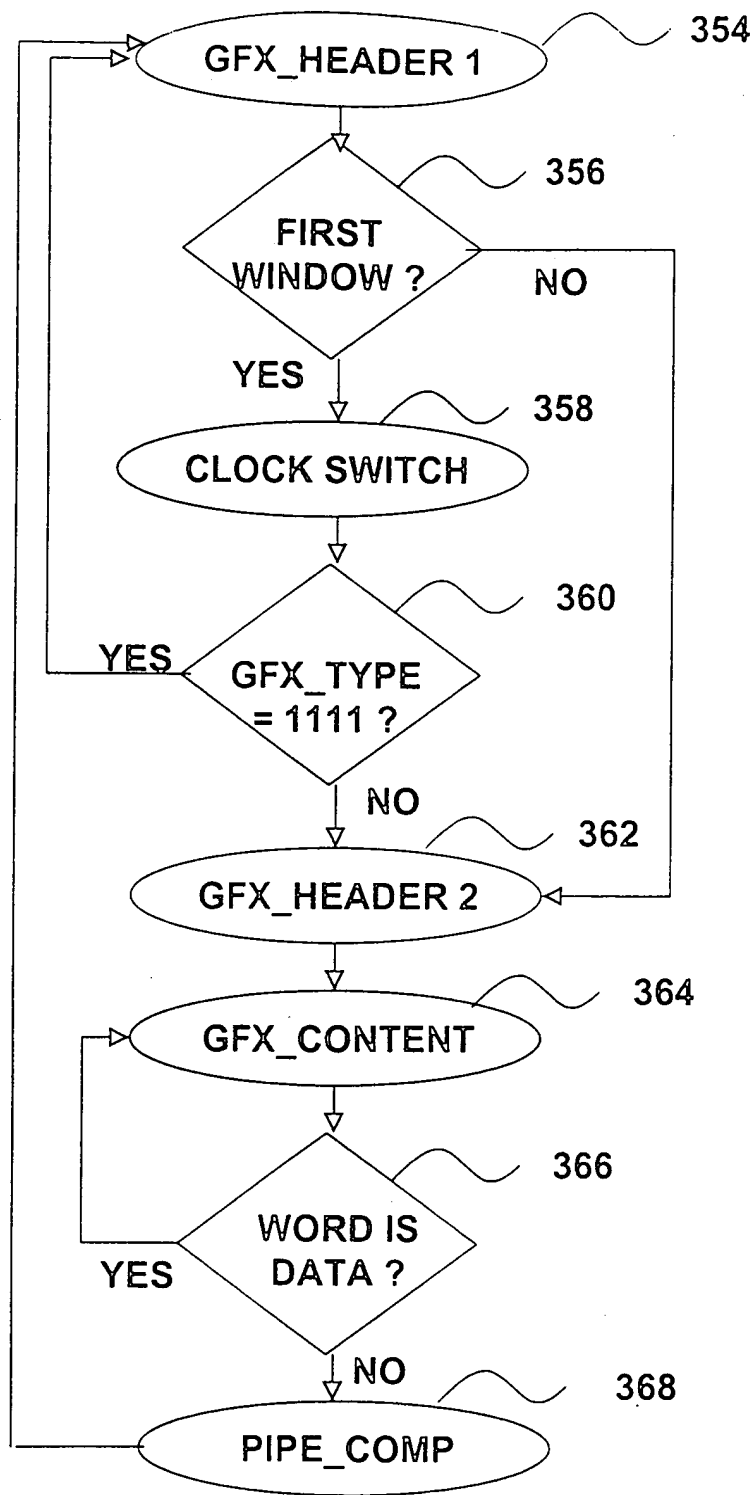 GFX_HEADER 1
354
356
FIRST
WINDOW ?
NO
YES
358
CLOCK SWITCH
360
YES
GFX_TYPE
= 1111 ?
NO
362
GFX_HEADER 2
364
GFX_CONTENT
366
WORD IS
DATA ?
YES
NO
368
PIPE_COMP